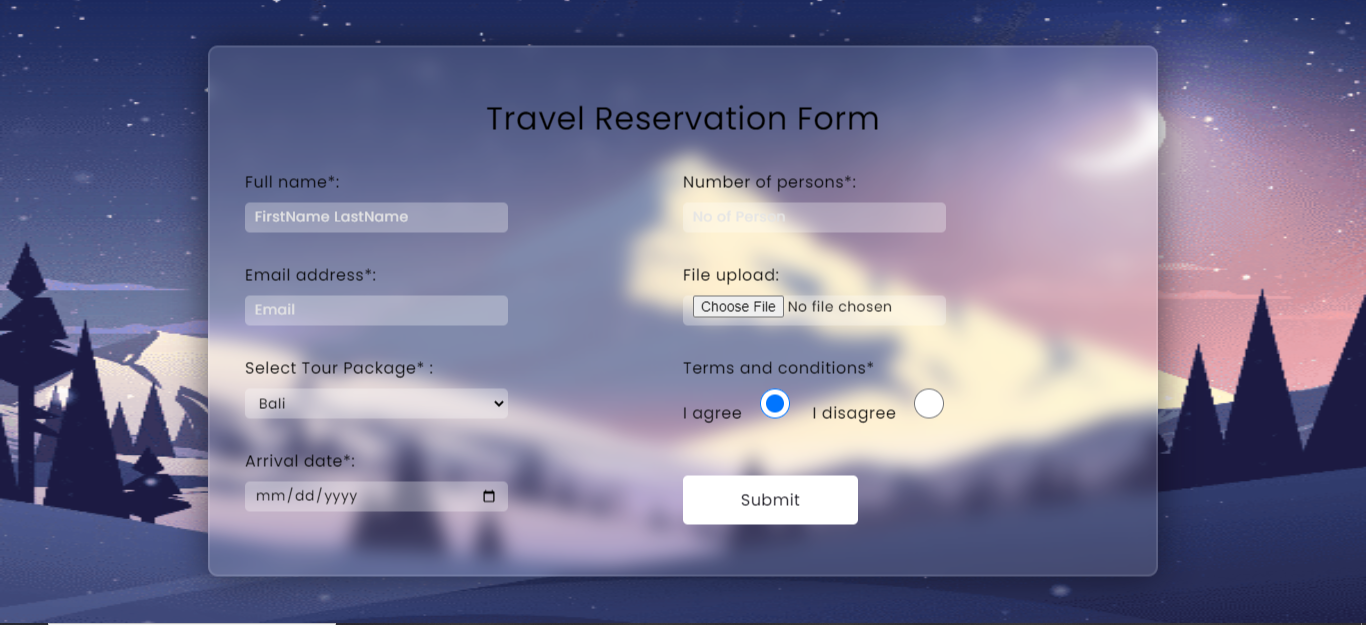 Travel Reservation Form
Full name*:
FirstName LastName
Email address*:
Email
Select Tour Package* :
Bali
Arrival date*:
mm/dd/yyyy
Number of persons*:
No of Person
File upload:
Choose File No file chosen
Terms and conditions*
I agree I disagree
Submit